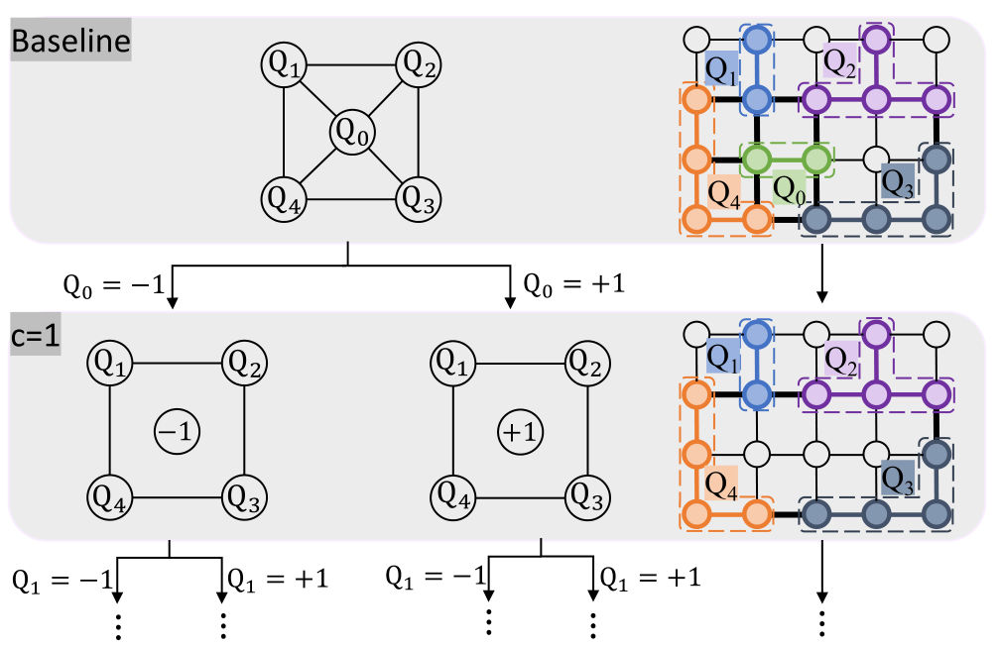 Baseline
Q₁ Q₂
Q₀
Q₄ Q₃
Q₁ Q₂
Q₄ Q₀ Q₃
Q₀ = −1 Q₀ = +1
c=1
Q₁ Q₂
−1
Q₄ Q₃
Q₁ Q₂
+1
Q₄ Q₃
Q₁ Q₂
Q₄ Q₃
Q₁ = −1 Q₁ = +1 Q₁ = −1 Q₁ = +1
⋮ ⋮ ⋮ ⋮ ⋮